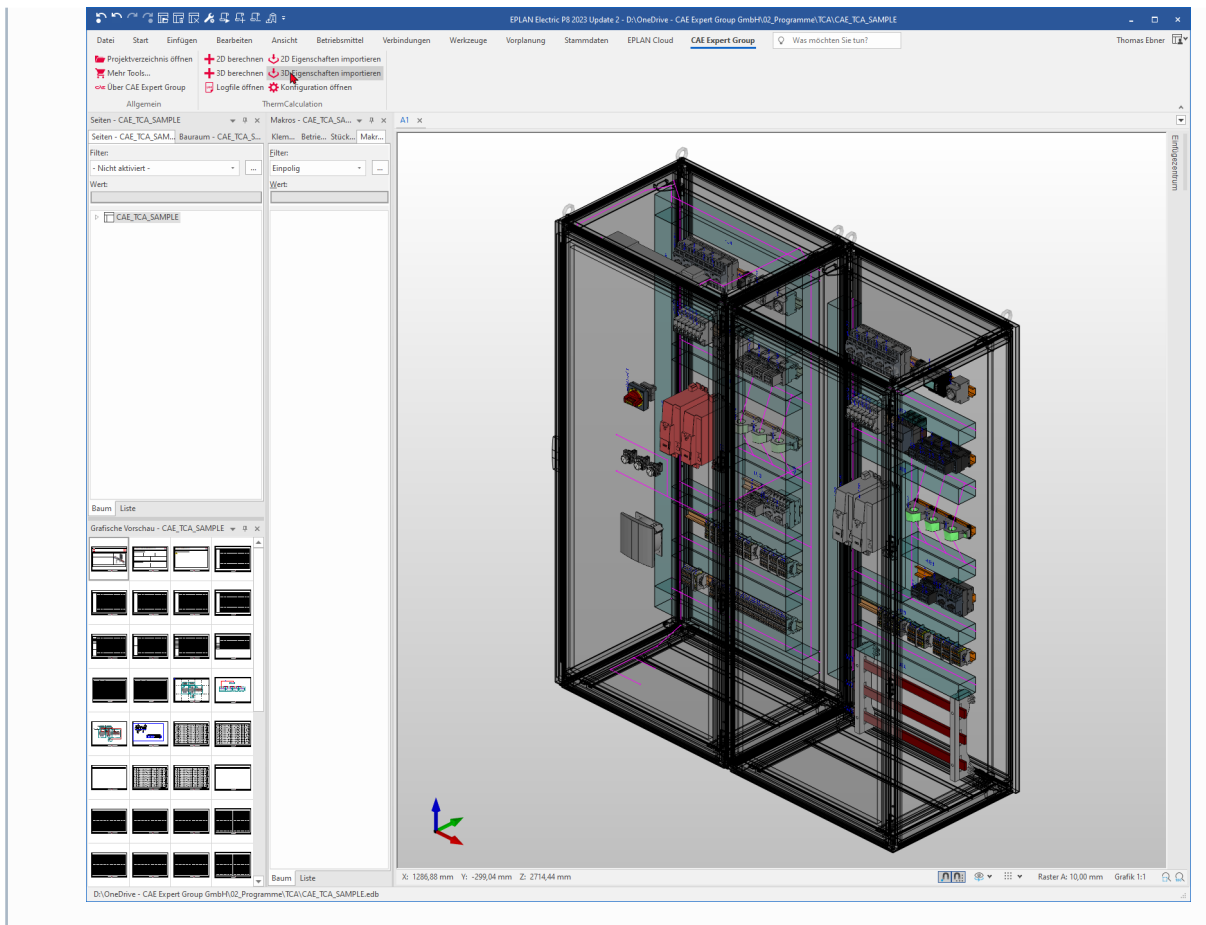 EPLAN Electric P8 2023 Update 2 - D:\OneDrive - CAE Expert Group GmbH\02_Programme\TCA\CAE_TCA_SAMPLE
Datei Start Einfügen Bearbeiten Ansicht Betriebsmittel Verbindungen Werkzeuge Vorplanung Stammdaten EPLAN Cloud CAE Expert Group Was möchten Sie tun? Thomas Ebner
Projektverzeichnis öffnen 2D berechnen 2D Eigenschaften importieren
Mehr Tools... 3D berechnen 3D Eigenschaften importieren
CAE Über CAE Expert Group Logfile öffnen Konfiguration öffnen
Allgemein ThermCalculation
Seiten - CAE_TCA_SAMPLE Makros - CAE_TCA_SA... A1
Seiten - CAE_TCA_SAM... Bauraum - CAE_TCA_S... Klem... Betrie... Stück... Makr...
Filter: Filter:
- Nicht aktiviert - ... Einpolig ...
Wert: Wert:
Einfügezentrum
CAE_TCA_SAMPLE
Baum Liste
Grafische Vorschau - CAE_TCA_SAMPLE
Baum Liste
X: 1286,88 mm Y: -299,04 mm Z: 2714,44 mm Raster A: 10,00 mm Grafik 1:1
D:\OneDrive - CAE Expert Group GmbH\02_Programme\TCA\CAE_TCA_SAMPLE.edb